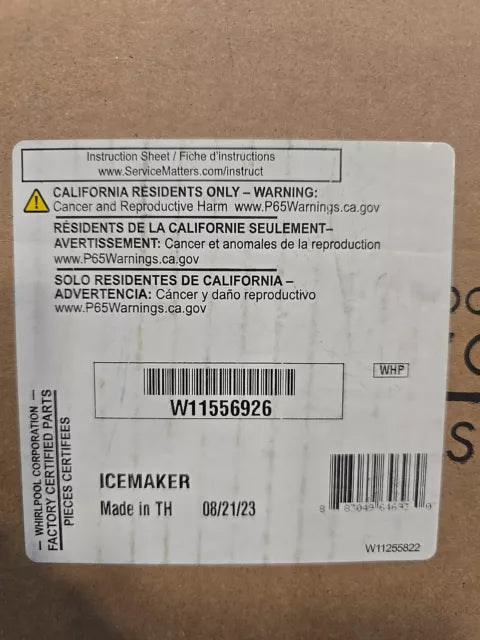 Instruction Sheet / Fiche d'instructions
www.ServiceMatters.com/instruct
CALIFORNIA RESIDENTS ONLY – WARNING:
Cancer and Reproductive Harm www.P65Warnings.ca.gov
RÉSIDENTS DE LA CALIFORNIE SEULEMENT–
AVERTISSEMENT: Cancer et anomales de la reproduction
www.P65Warnings.ca.gov
SOLO RESIDENTES DE CALIFORNIA –
ADVERTENCIA: Cáncer y daño reproductivo
www.P65Warnings.ca.gov
WHP
W11556926
— WHIRLPOOL CORPORATION —
FACTORY CERTIFIED PARTS
PIECES CERTIFIEES
ICEMAKER
Made in TH 08/21/23
W11255822